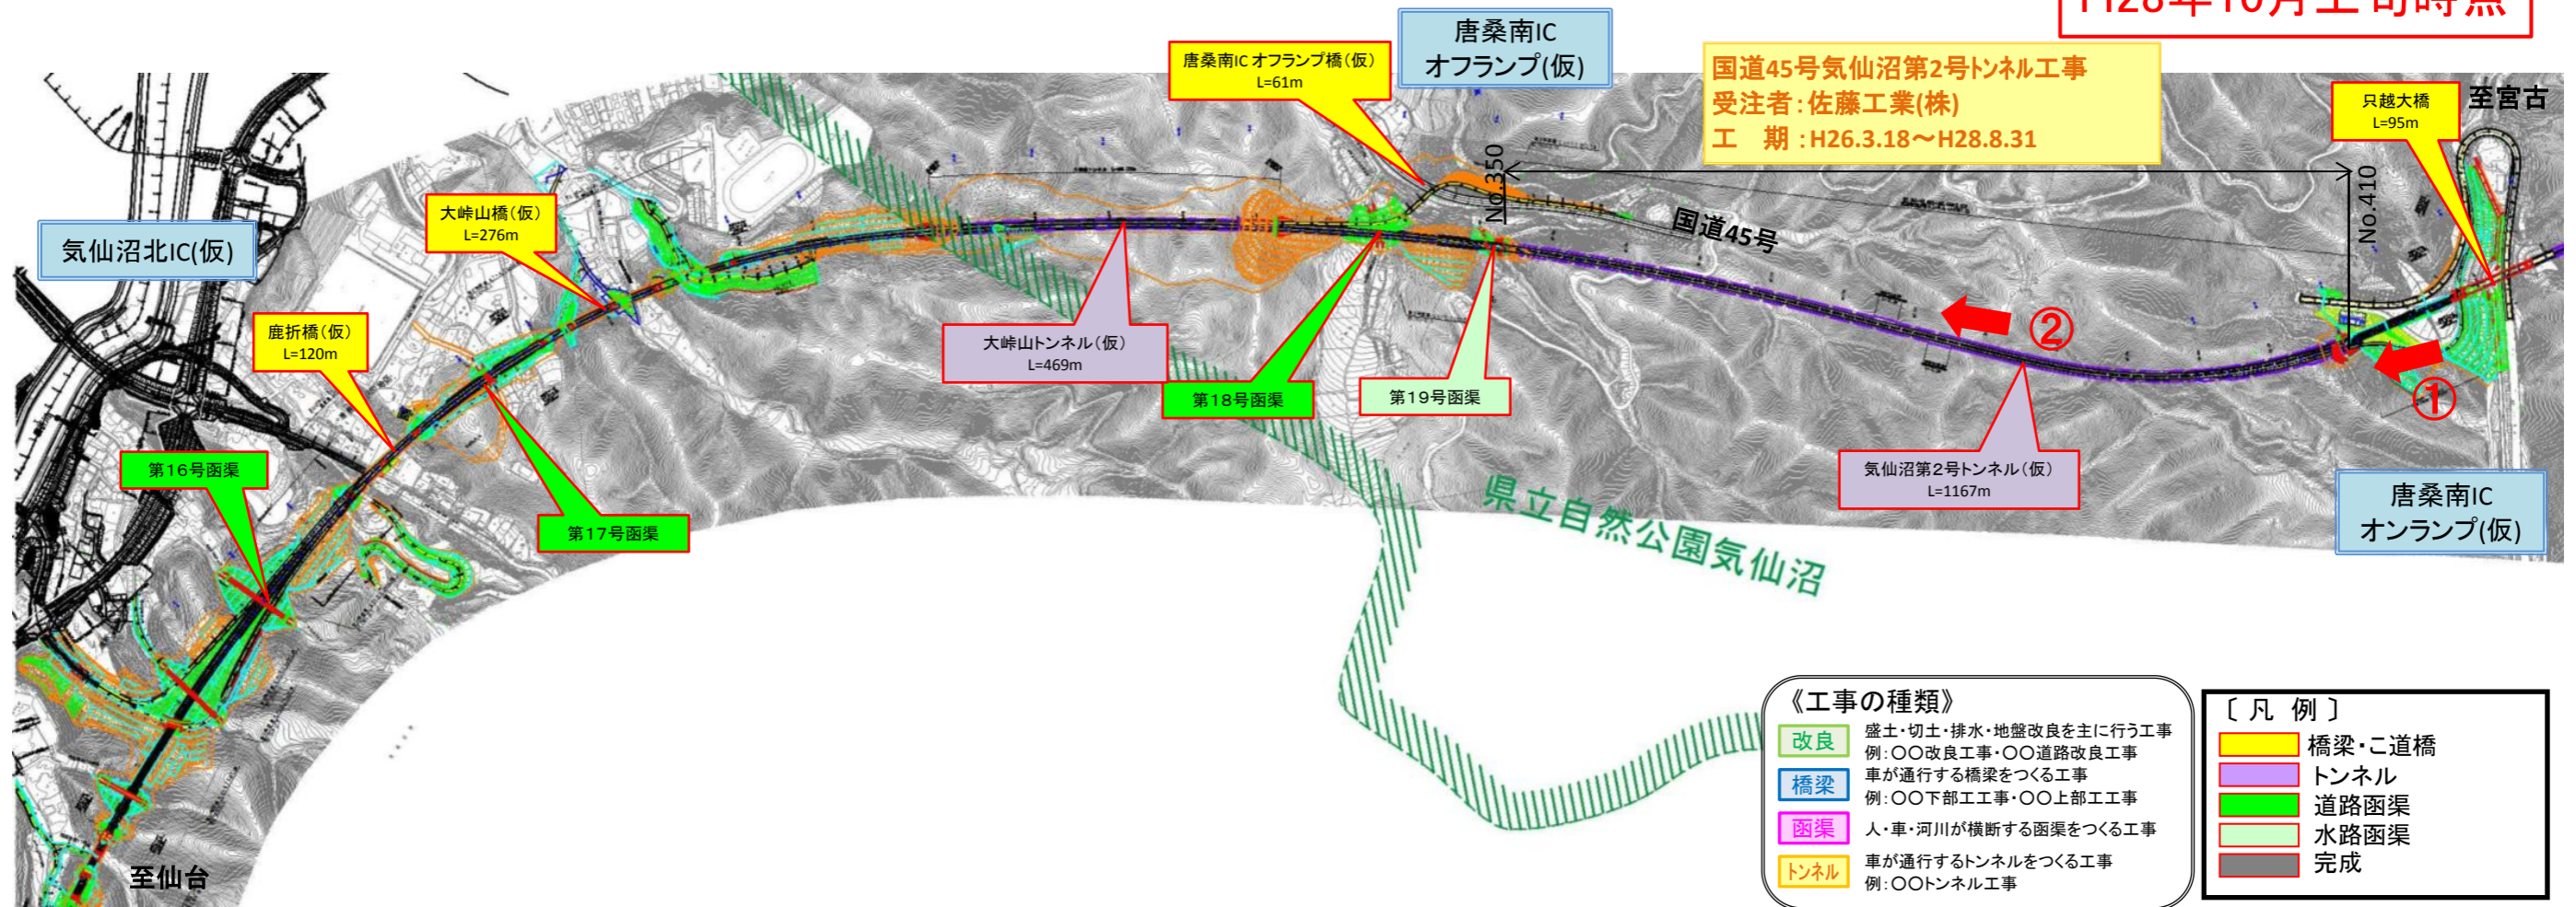 H28年10月上旬時点
唐桑南IC
オフランプ(仮)
唐桑南IC オフランプ橋(仮)
L=61m
国道45号気仙沼第2号トンネル工事
受注者:佐藤工業(株)
工　期:H26.3.18～H28.8.31
只越大橋
L=95m
至宮古
No.350
No.410
国道45号
大峠山橋(仮)
L=276m
気仙沼北IC(仮)
鹿折橋(仮)
L=120m
大峠山トンネル(仮)
L=469m
第18号函渠
第19号函渠
②
①
気仙沼第2号トンネル(仮)
L=1167m
第16号函渠
第17号函渠
県立自然公園気仙沼
唐桑南IC
オンランプ(仮)
至仙台
《工事の種類》
改良
盛土・切土・排水・地盤改良を主に行う工事
例:〇〇改良工事・〇〇道路改良工事
橋梁
車が通行する橋梁をつくる工事
例:〇〇下部工工事・〇〇上部工工事
函渠
人・車・河川が横断する函渠をつくる工事
トンネル
車が通行するトンネルをつくる工事
例:〇〇トンネル工事
〔 凡 例 〕
橋梁・こ道橋
トンネル
道路函渠
水路函渠
完成